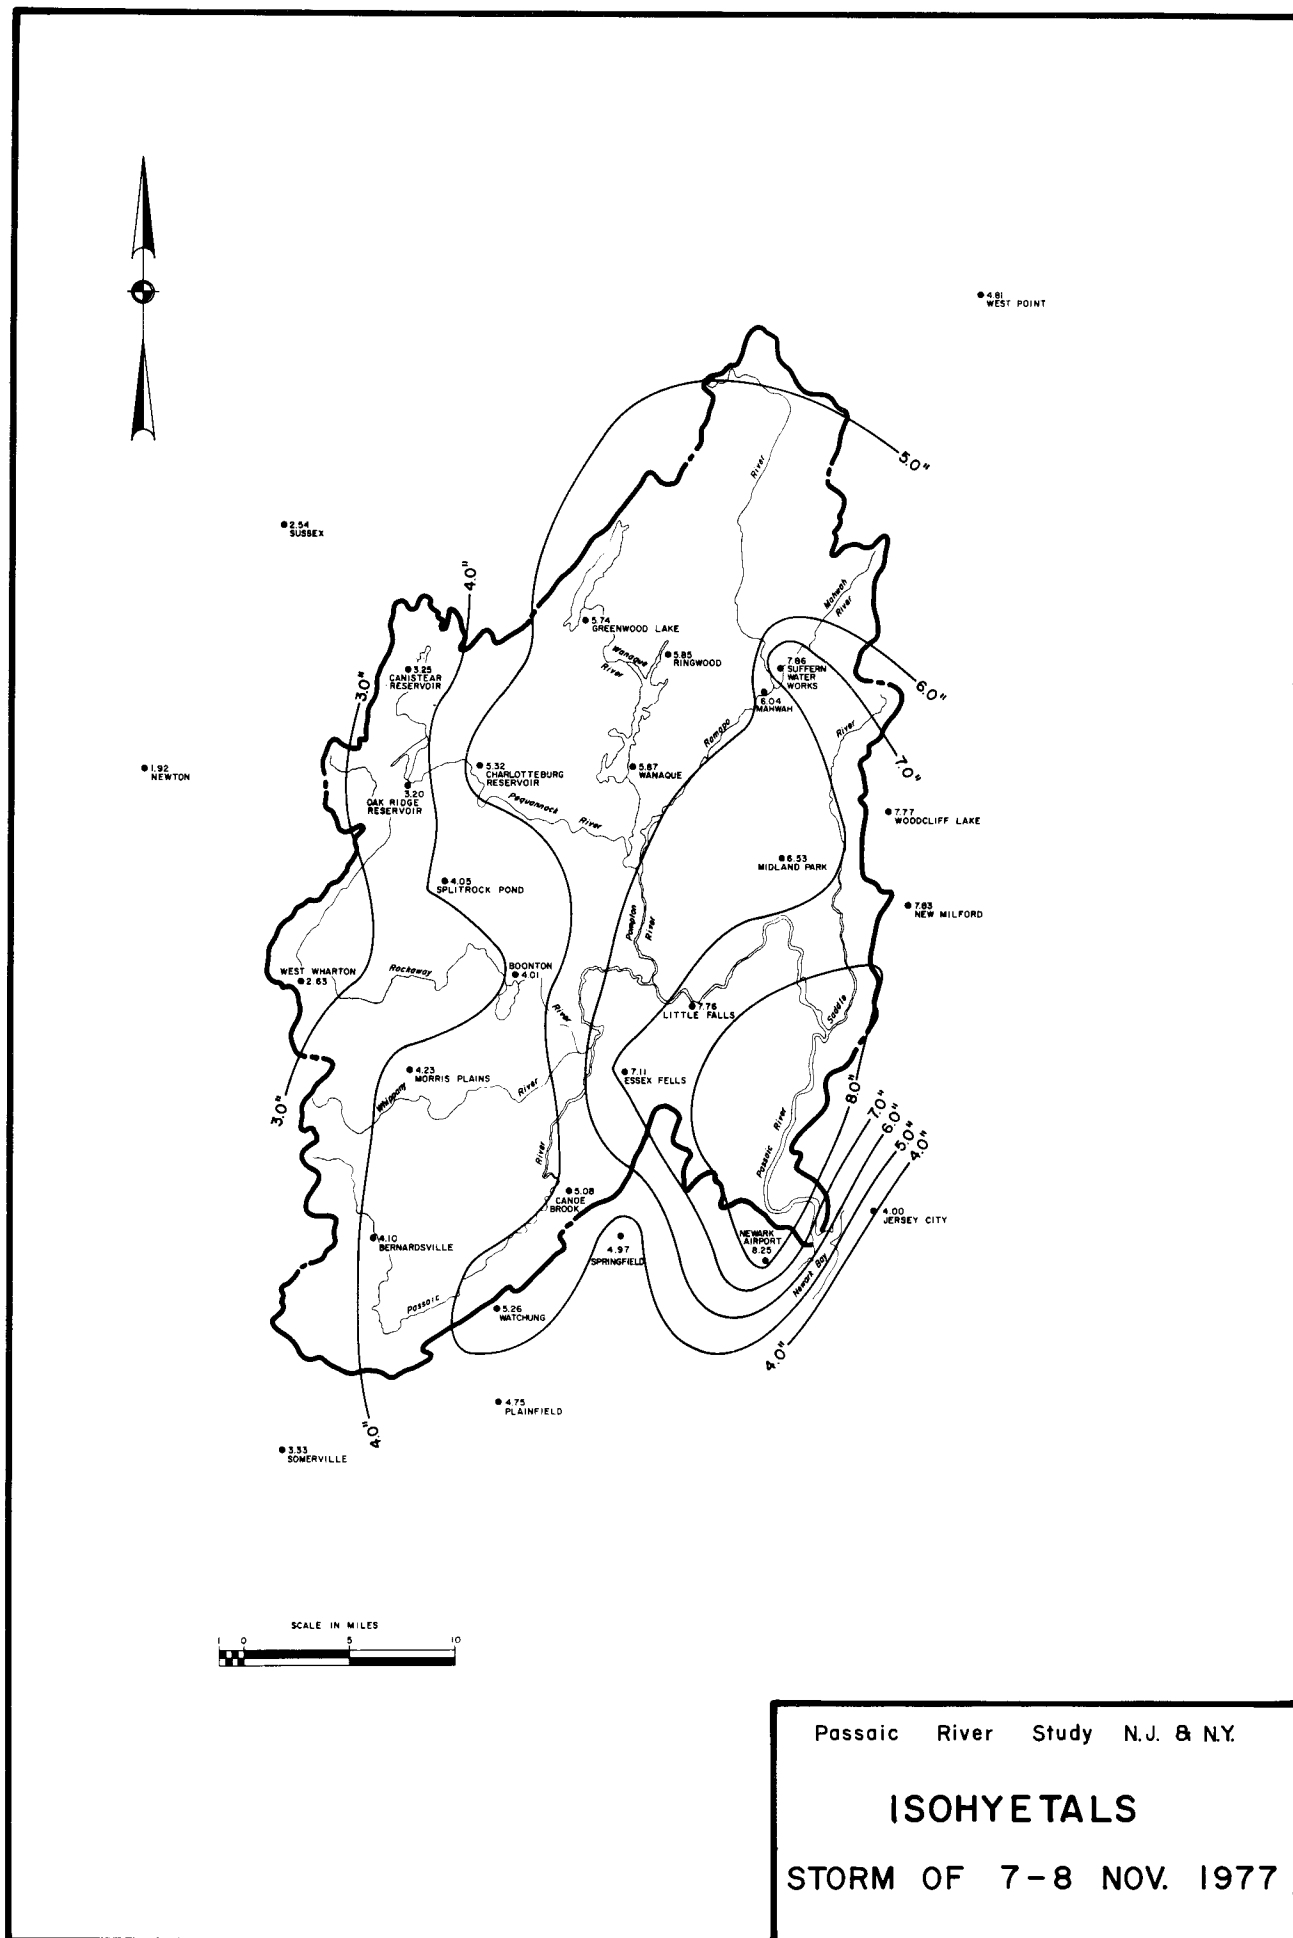 4.81
WEST POINT
5.0"
2.54
SUSSEX
4.0"
River
Mahwah
River
5.74
GREENWOOD LAKE
Wanaque
River
5.85
RINGWOOD
7.86
SUFFERN
WATER
WORKS
6.0"
3.25
CANISTEAR
RESERVOIR
3.0"
6.04
MAHWAH
Ramapo
River
7.0"
1.92
NEWTON
5.32
CHARLOTTEBURG
RESERVOIR
5.87
WANAQUE
3.20
OAK RIDGE
RESERVOIR
Pequannock
River
7.77
WOODCLIFF LAKE
6.53
MIDLAND PARK
4.05
SPLITROCK POND
7.83
NEW MILFORD
Pompton
River
WEST WHARTON
2.63
Rockaway
BOONTON
4.01
River
7.76
LITTLE FALLS
Saddle
4.23
MORRIS PLAINS
Whippany
River
7.11
ESSEX FELLS
3.0"
8.0"
7.0"
6.0"
5.0"
4.0"
Passaic River
River
5.08
CANOE
BROOK
4.00
JERSEY CITY
4.10
BERNARDSVILLE
4.97
SPRINGFIELD
NEWARK
AIRPORT
8.25
Newark Bay
Passaic
5.26
WATCHUNG
4.0"
4.75
PLAINFIELD
4.0"
3.33
SOMERVILLE
SCALE IN MILES
1 0 5 10
Passaic River Study N.J. & N.Y.
ISOHYETALS
STORM OF 7-8 NOV. 1977